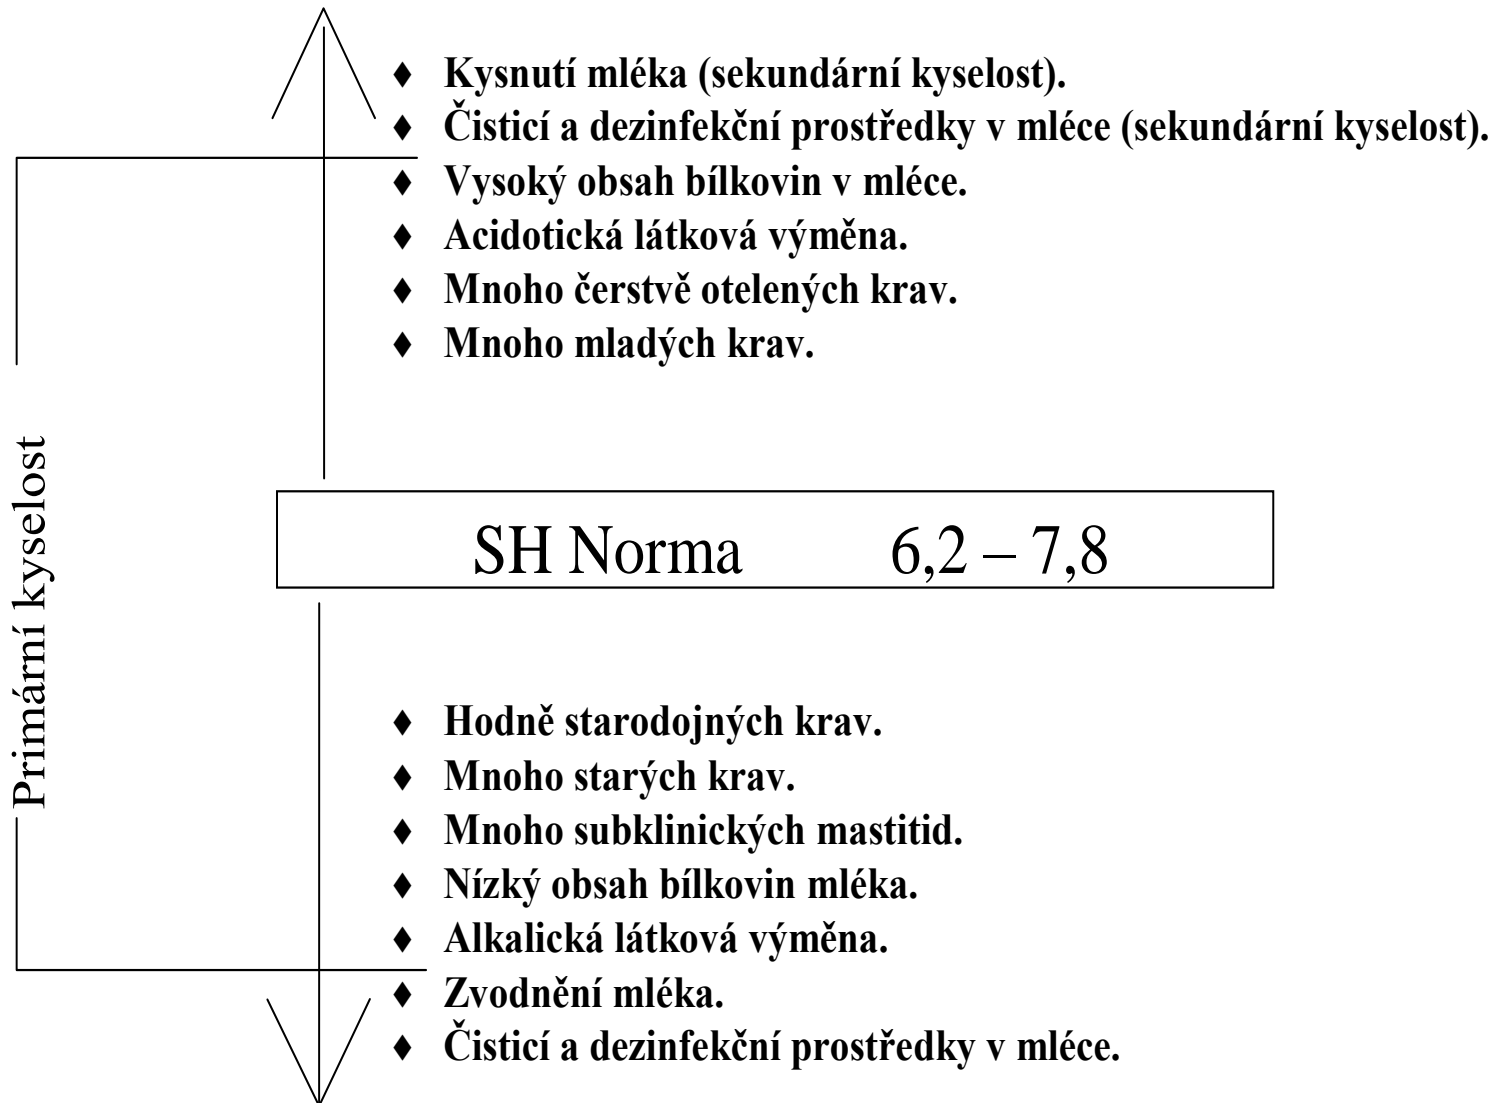 ♦ Kysnutí mléka (sekundární kyselost).
♦ Čisticí a dezinfekční prostředky v mléce (sekundární kyselost).
♦ Vysoký obsah bílkovin v mléce.
♦ Acidotická látková výměna.
♦ Mnoho čerstvě otelených krav.
♦ Mnoho mladých krav.
Primární kyselost
SH Norma 6,2 – 7,8
♦ Hodně starodojných krav.
♦ Mnoho starých krav.
♦ Mnoho subklinických mastitid.
♦ Nízký obsah bílkovin mléka.
♦ Alkalická látková výměna.
♦ Zvodnění mléka.
♦ Čisticí a dezinfekční prostředky v mléce.